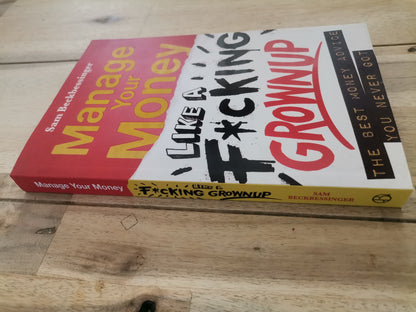 Sam Beckbessinger
Manage
Your
Money
LIKE A
F*CKING
GROWNUP
THE BEST MONEY ADVICE
YOU NEVER GOT
Manage Your Money
LIKE A
F*CKING GROWNUP
SAM
BECKBESSINGER